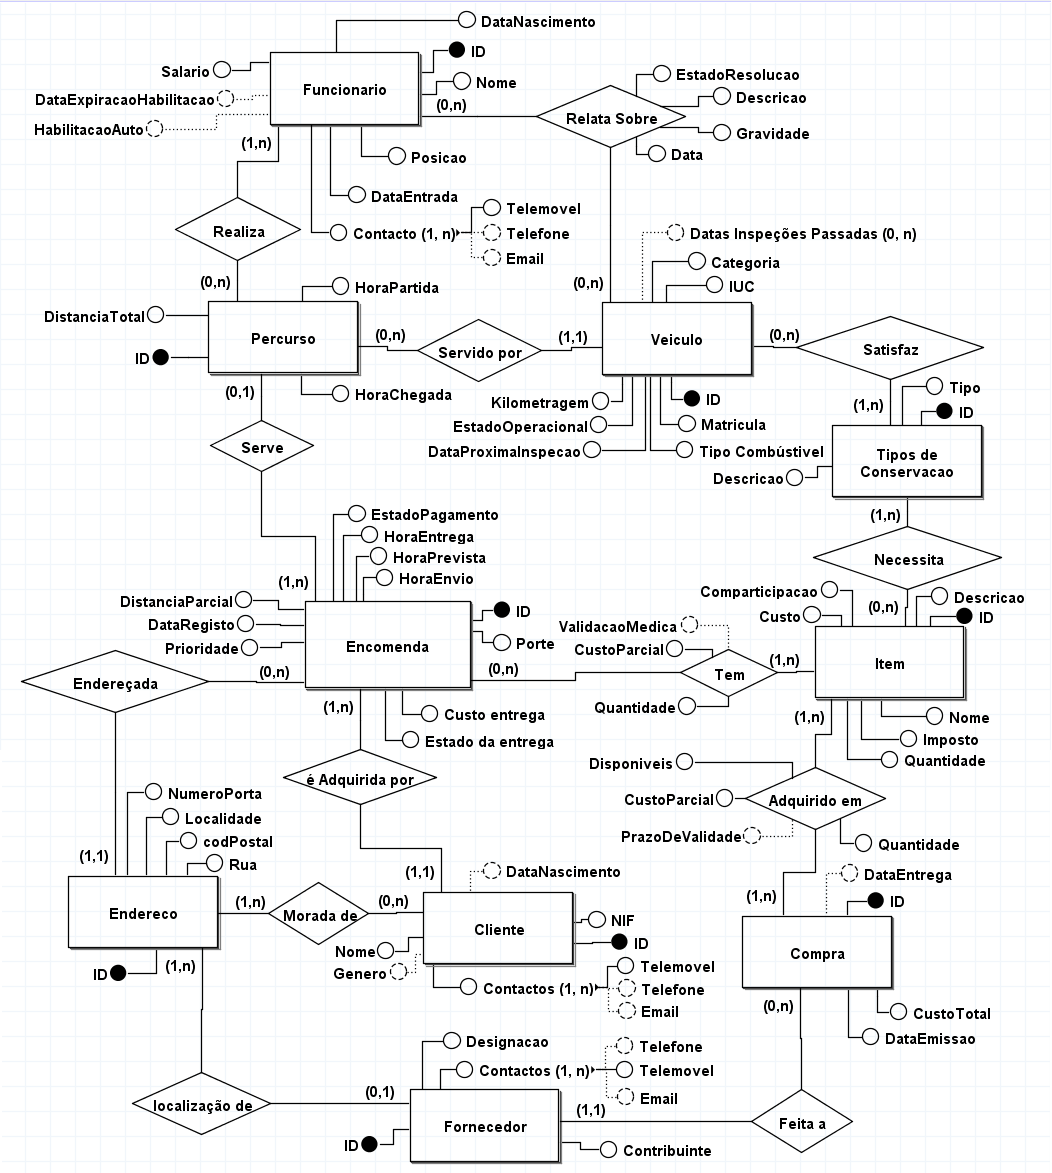 DataNascimento
ID
Salario
Nome
Funcionario
EstadoResolucao
DataExpiracaoHabilitacao
Descricao
(0,n)
Relata Sobre
HabilitacaoAuto
Gravidade
(1,n)
Posicao
Data
DataEntrada
Telemovel
Realiza
Contacto (1, n)
Telefone
Datas Inspeções Passadas (0, n)
Email
Categoria
(0,n)
(0,n)
IUC
HoraPartida
DistanciaTotal
Percurso
(0,n)
Servido por
(1,1)
Veiculo
(0,n)
Satisfaz
ID
(0,1)
HoraChegada
Kilometragem
ID
(1,n)
Tipo
ID
EstadoOperacional
Matricula
Serve
DataProximaInspecao
Tipo Combústivel
Tipos de
Conservacao
Descricao
EstadoPagamento
(1,n)
HoraEntrega
HoraPrevista
Necessita
(1,n)
HoraEnvio
DistanciaParcial
Comparticipacao
(0,n)
Descricao
ID
Custo
ID
DataRegisto
ValidacaoMedica
Prioridade
Encomenda
Porte
CustoParcial
(0,n)
(0,n)
Tem
(1,n)
Item
Endereçada
(1,n)
Custo entrega
Quantidade
(1,n)
Nome
Estado da entrega
Imposto
Disponiveis
Quantidade
é Adquirida por
NumeroPorta
CustoParcial
Adquirido em
Localidade
PrazoDeValidade
codPostal
Quantidade
(1,1)
Rua
(1,1)
DataNascimento
DataEntrega
(1,n)
ID
Endereco
(1,n)
Morada de
(0,n)
Cliente
NIF
ID
Nome
Compra
ID
(1,n)
Genero
Telemovel
Contactos (1, n)
Telefone
(0,n)
Email
CustoTotal
DataEmissao
Designacao
Telefone
Contactos (1, n)
Telemovel
(0,1)
Email
localização de
(1,1)
Fornecedor
Feita a
ID
Contribuinte